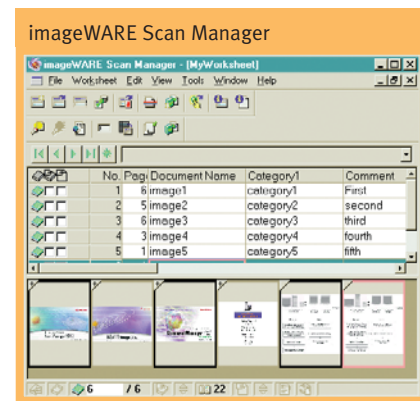 imageWARE Scan Manager
imageWARE Scan Manager - [MyWorksheet]
File Worksheet Edit View Tools Window Help
No. Page Document Name Category1 Comment
1 6 image1 category1 First
2 5 image2 category2 second
3 6 image3 category3 third
4 3 image4 category4 fourth
5 1 image5 category5 fifth
6 / 6 22